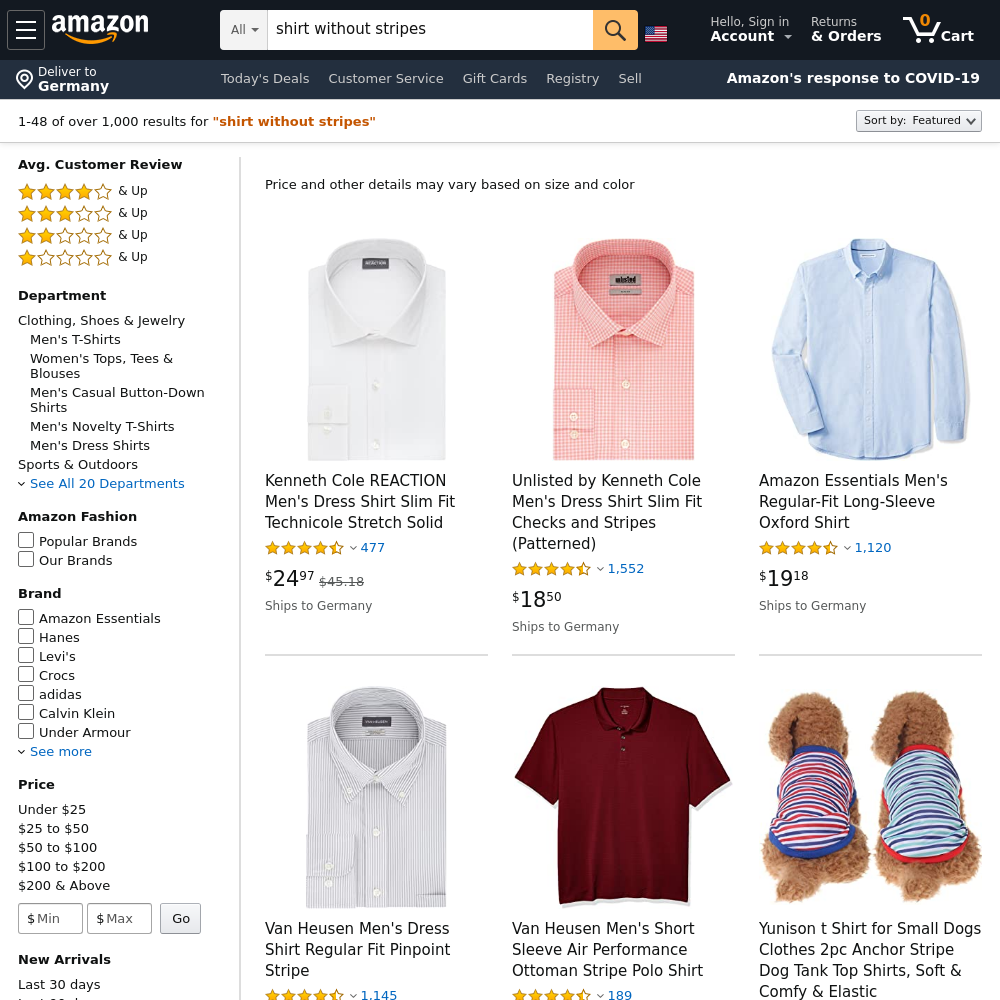 amazon
All
shirt without stripes
Hello, Sign in
Account
Returns
& Orders
0
Cart
Deliver to
Germany
Today's Deals
Customer Service
Gift Cards
Registry
Sell
Amazon's response to COVID-19
1-48 of over 1,000 results for "shirt without stripes"
Sort by: Featured
Avg. Customer Review
& Up
& Up
& Up
& Up
Department
Clothing, Shoes & Jewelry
Men's T-Shirts
Women's Tops, Tees &
Blouses
Men's Casual Button-Down
Shirts
Men's Novelty T-Shirts
Men's Dress Shirts
Sports & Outdoors
See All 20 Departments
Amazon Fashion
Popular Brands
Our Brands
Brand
Amazon Essentials
Hanes
Levi's
Crocs
adidas
Calvin Klein
Under Armour
See more
Price
Under $25
$25 to $50
$50 to $100
$100 to $200
$200 & Above
$ Min
$ Max
Go
New Arrivals
Last 30 days
Price and other details may vary based on size and color
REACTION
Kenneth Cole REACTION
Men's Dress Shirt Slim Fit
Technicole Stretch Solid
477
$24 97 $45.18
Ships to Germany
unlisted
Unlisted by Kenneth Cole
Men's Dress Shirt Slim Fit
Checks and Stripes
(Patterned)
1,552
$18 50
Ships to Germany
Amazon Essentials Men's
Regular-Fit Long-Sleeve
Oxford Shirt
1,120
$19 18
Ships to Germany
Van Heusen Men's Dress
Shirt Regular Fit Pinpoint
Stripe
1,145
Van Heusen Men's Short
Sleeve Air Performance
Ottoman Stripe Polo Shirt
189
Yunison t Shirt for Small Dogs
Clothes 2pc Anchor Stripe
Dog Tank Top Shirts, Soft &
Comfy & Elastic